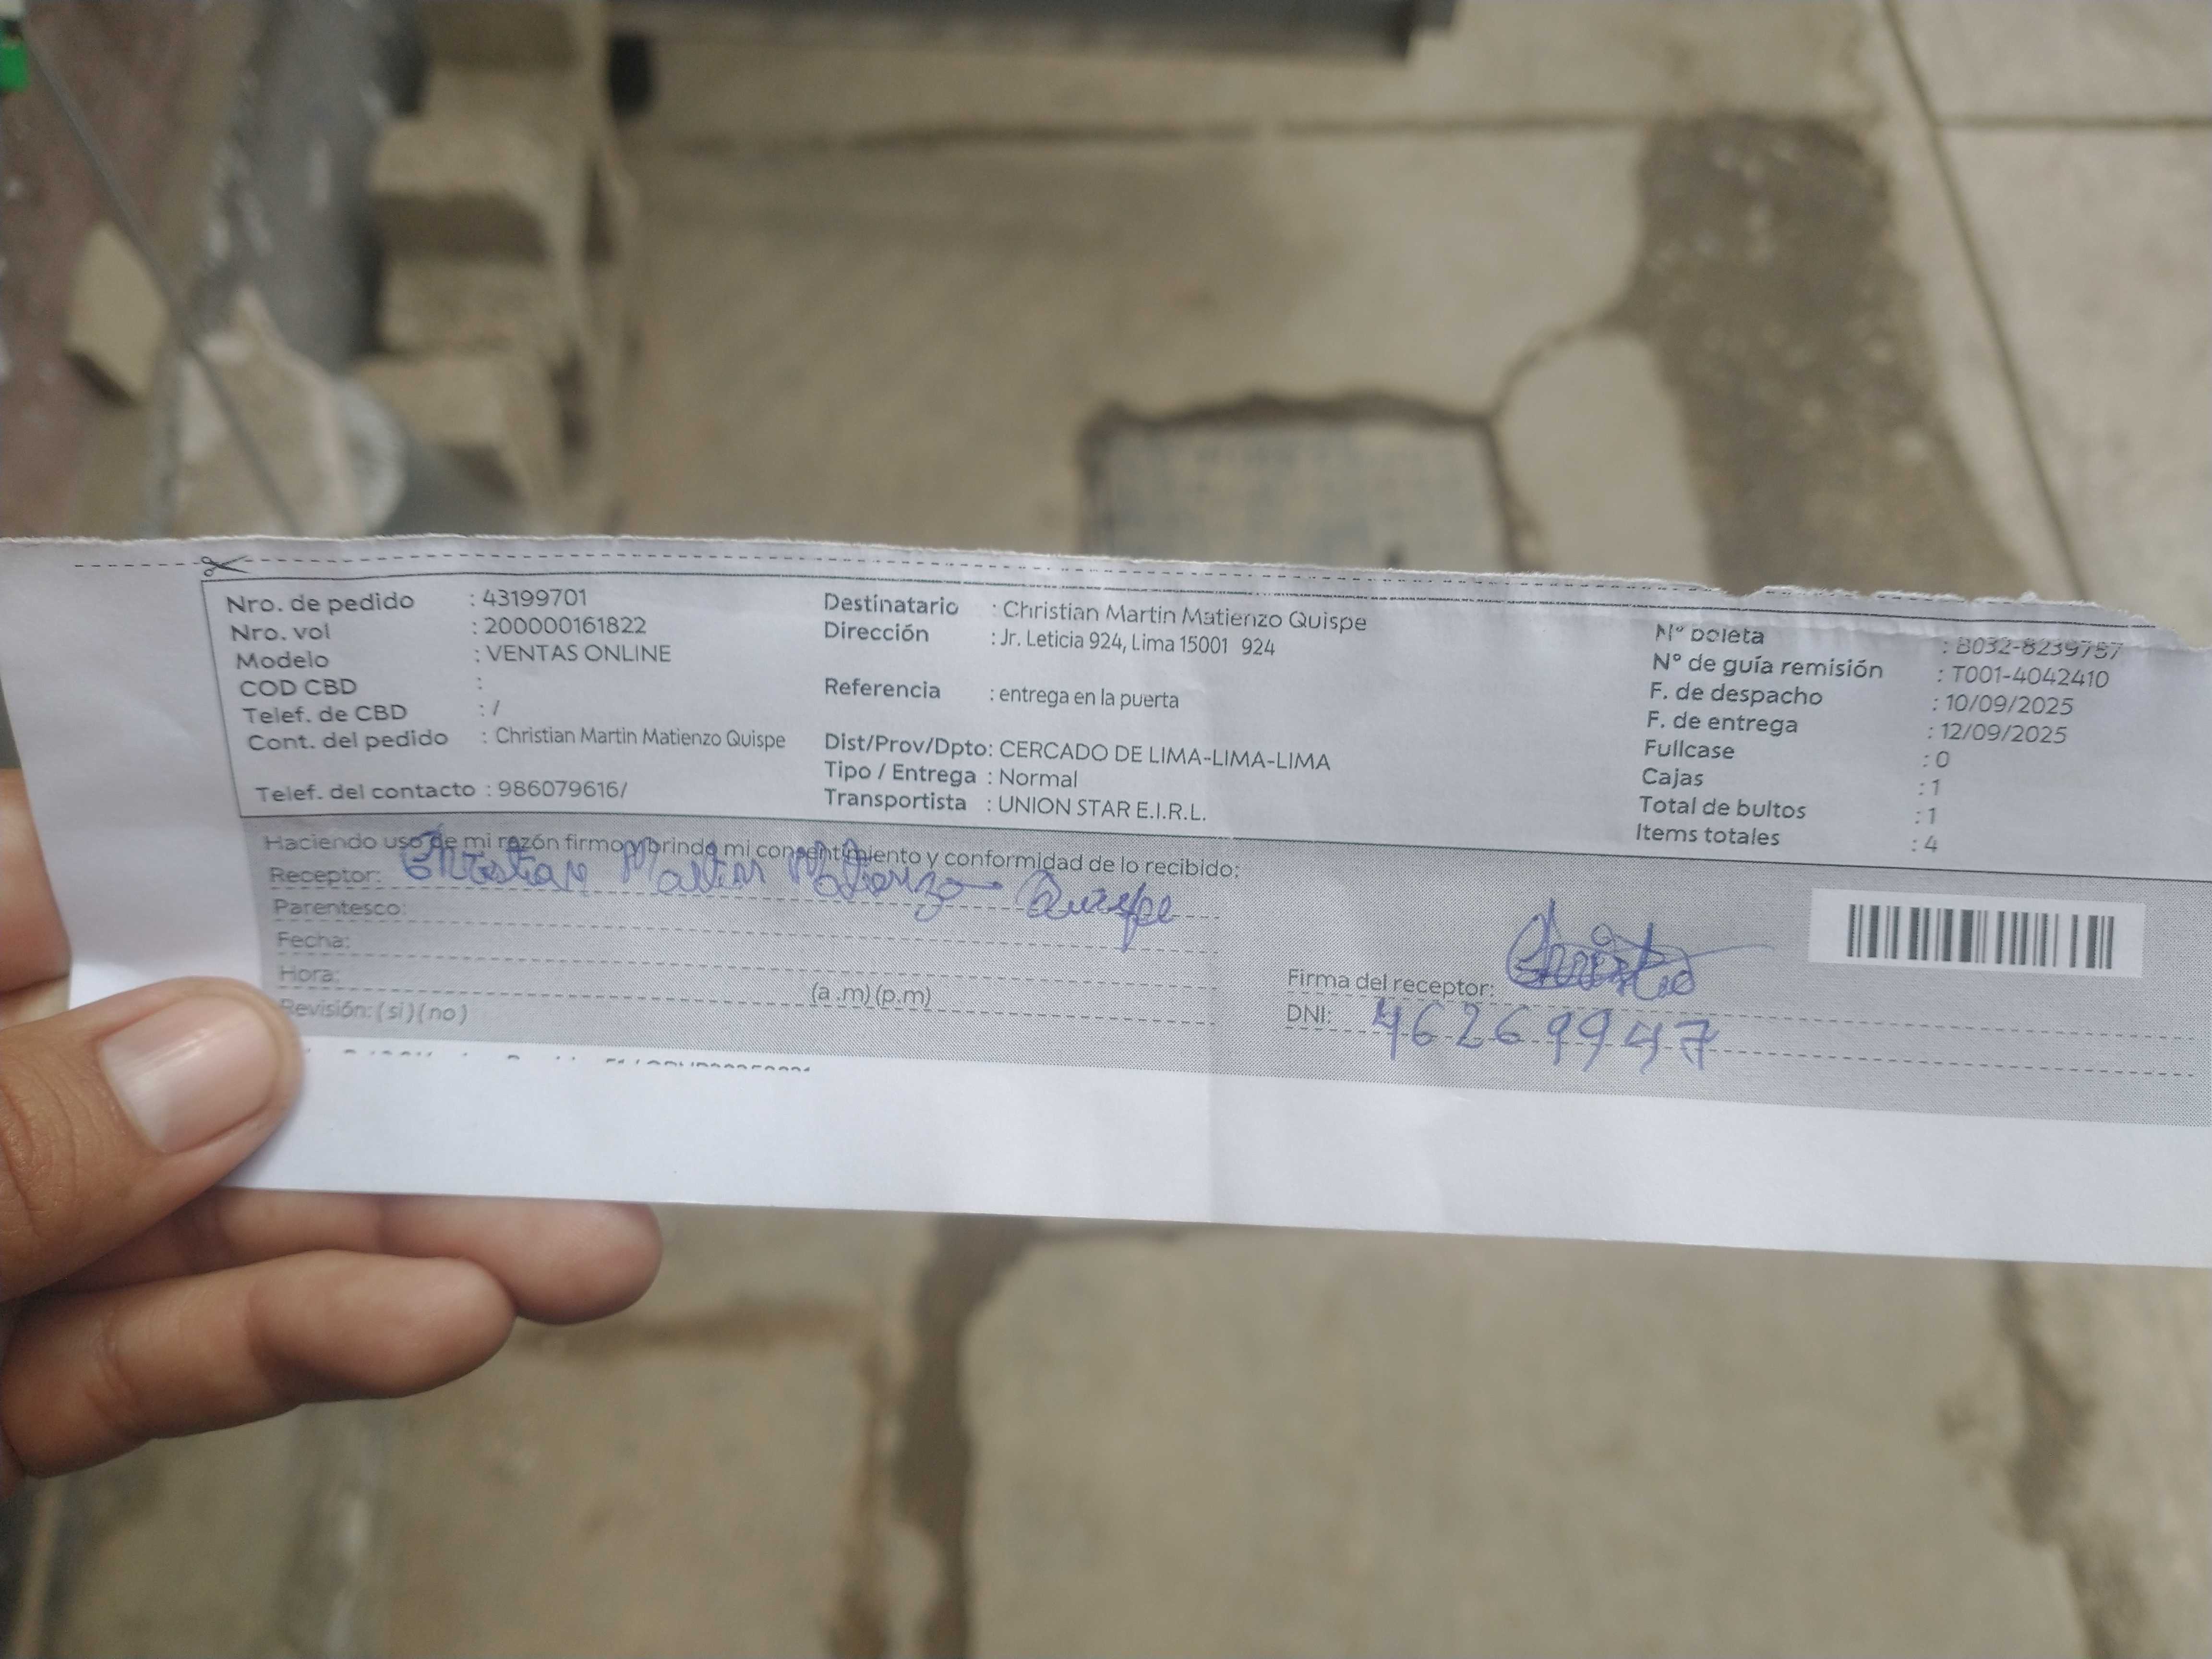 Nro. de pedido : 43199701
Nro. vol : 200000161822
Modelo : VENTAS ONLINE
COD CBD :
Telef. de CBD : /
Cont. del pedido : Christian Martin Matienzo Quispe
Telef. del contacto : 986079616/
Destinatario : Christian Martin Matienzo Quispe
Dirección : Jr. Leticia 924, Lima 15001 924
Referencia : entrega en la puerta
Dist/Prov/Dpto: CERCADO DE LIMA-LIMA-LIMA
Tipo / Entrega : Normal
Transportista : UNION STAR E.I.R.L.
N° boleta : B032-8239757
N° de guía remisión : T001-4042410
F. de despacho : 10/09/2025
F. de entrega : 12/09/2025
Fullcase : 0
Cajas : 1
Total de bultos : 1
Items totales : 4
Haciendo uso de mi razón firmo y brindo mi consentimiento y conformidad de lo recibido:
Receptor: Christian Martin Matienzo Quispe
Parentesco:
Fecha:
Hora: (a .m) (p.m)
Revisión: ( si ) ( no )
Firma del receptor:
DNI: 46269947